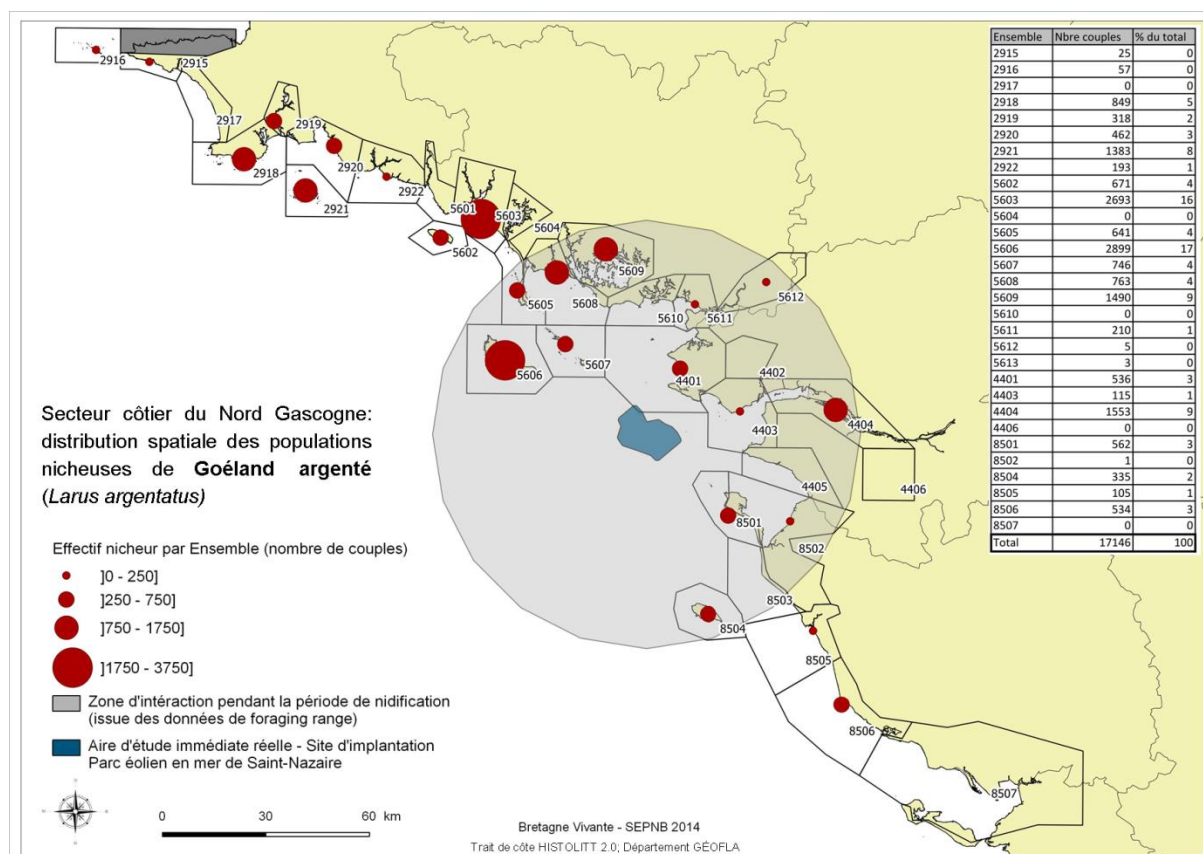 Ensemble Nbre couples % du total
2915 25 0
2916 57 0
2917 0 0
2918 849 5
2919 318 2
2920 462 3
2921 1383 8
2922 193 1
5602 671 4
5603 2693 16
5604 0 0
5605 641 4
5606 2899 17
5607 746 4
5608 763 4
5609 1490 9
5610 0 0
5611 210 1
5612 5 0
5613 3 0
4401 536 3
4403 115 1
4404 1553 9
4406 0 0
8501 562 3
8502 1 0
8504 335 2
8505 105 1
8506 534 3
8507 0 0
Total 17146 100
2916
2915
2917
2919
2918
2920
2921
2922
5601
5603
5602
5604
5609
5605
5608
5612
5610
5611
5607
5606
4401
4402
4403
4404
4405
4406
8501
8502
8503
8504
8505
8506
8507
Secteur côtier du Nord Gascogne:
distribution spatiale des populations
nicheuses de Goéland argenté
(Larus argentatus)
Effectif nicheur par Ensemble (nombre de couples)
]0 - 250]
]250 - 750]
]750 - 1750]
]1750 - 3750]
Zone d'intéraction pendant la période de nidification
(issue des données de foraging range)
Aire d'étude immédiate réelle - Site d'implantation
Parc éolien en mer de Saint-Nazaire
0 30 60 km
Bretagne Vivante - SEPNB 2014
Trait de côte HISTOLITT 2.0; Département GÉOFLA